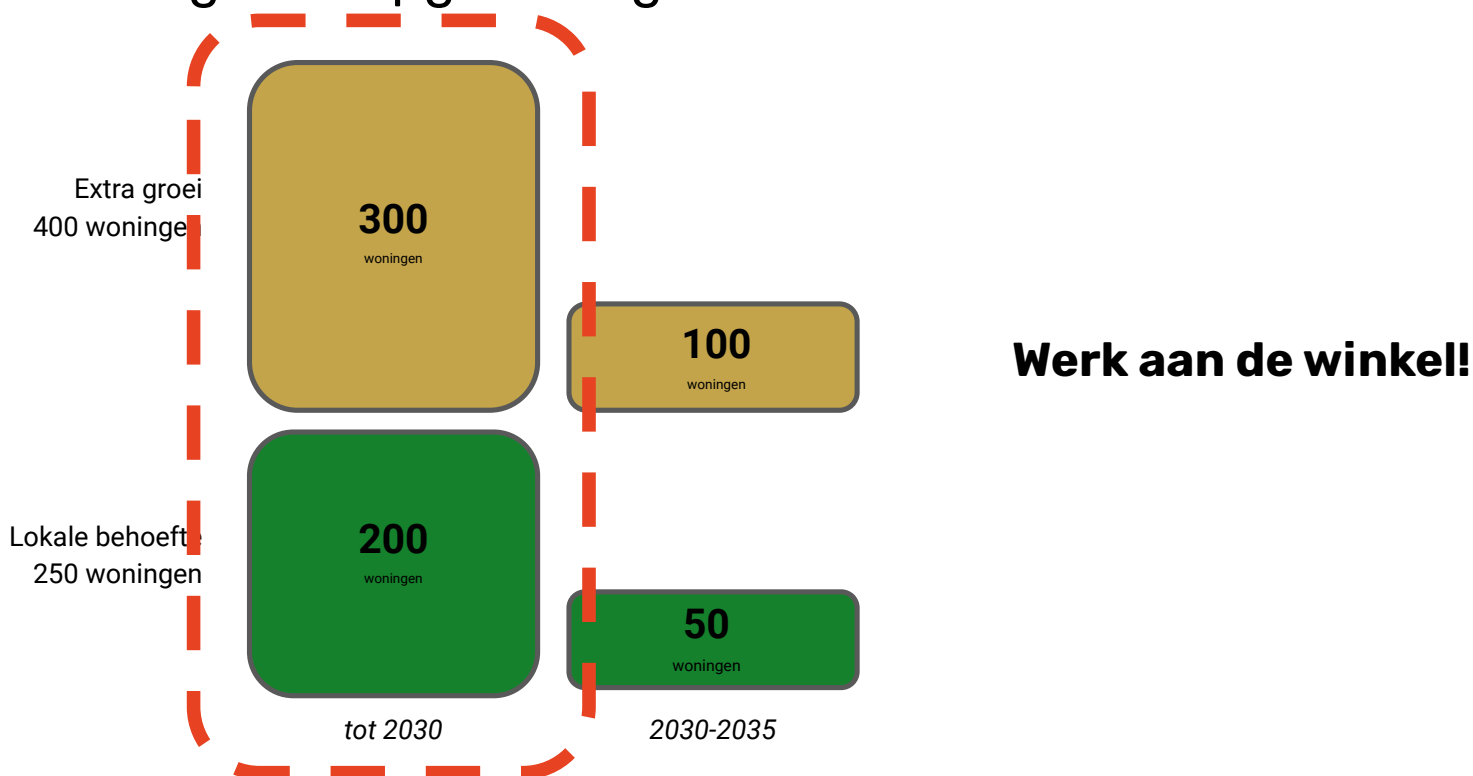 Extra groei
400 woningen
300
woningen
100
woningen
Werk aan de winkel!
Lokale behoefte
250 woningen
200
woningen
50
woningen
tot 2030
2030-2035